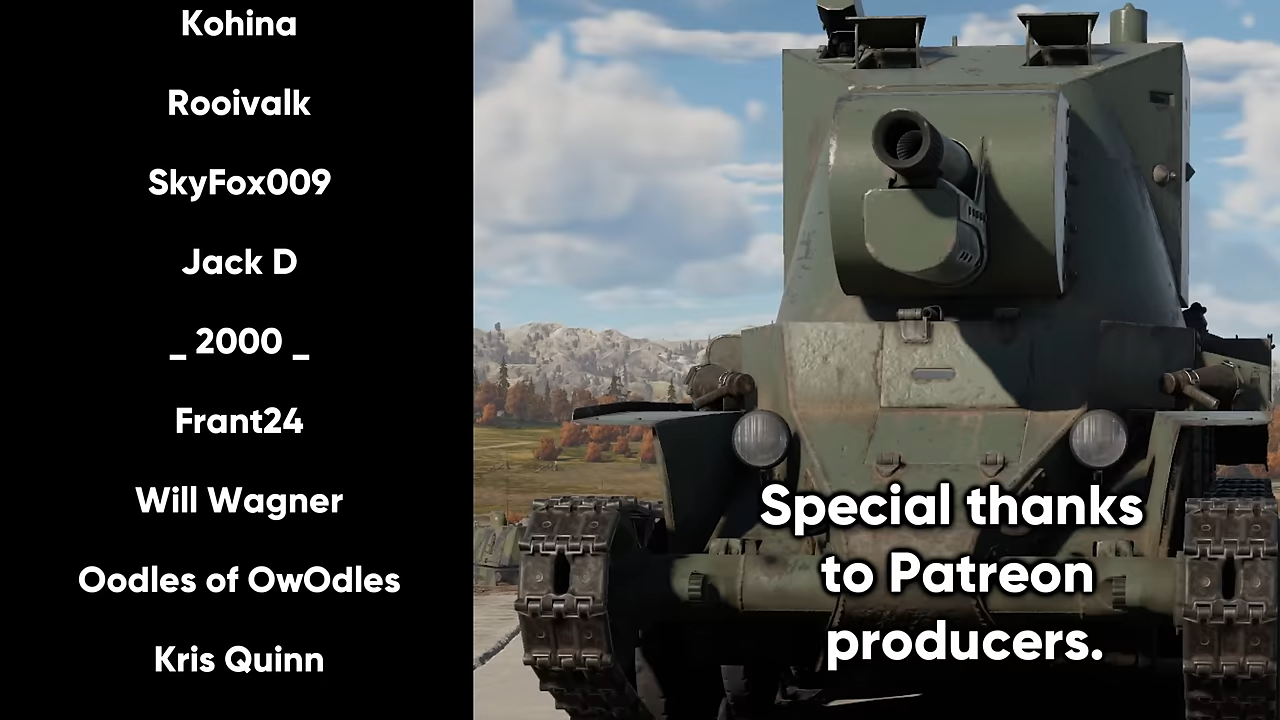 Kohina
Rooivalk
SkyFox009
Jack D
_ 2000 _
Frant24
Will Wagner
Oodles of OwOdles
Kris Quinn
Special thanks
to Patreon
producers.